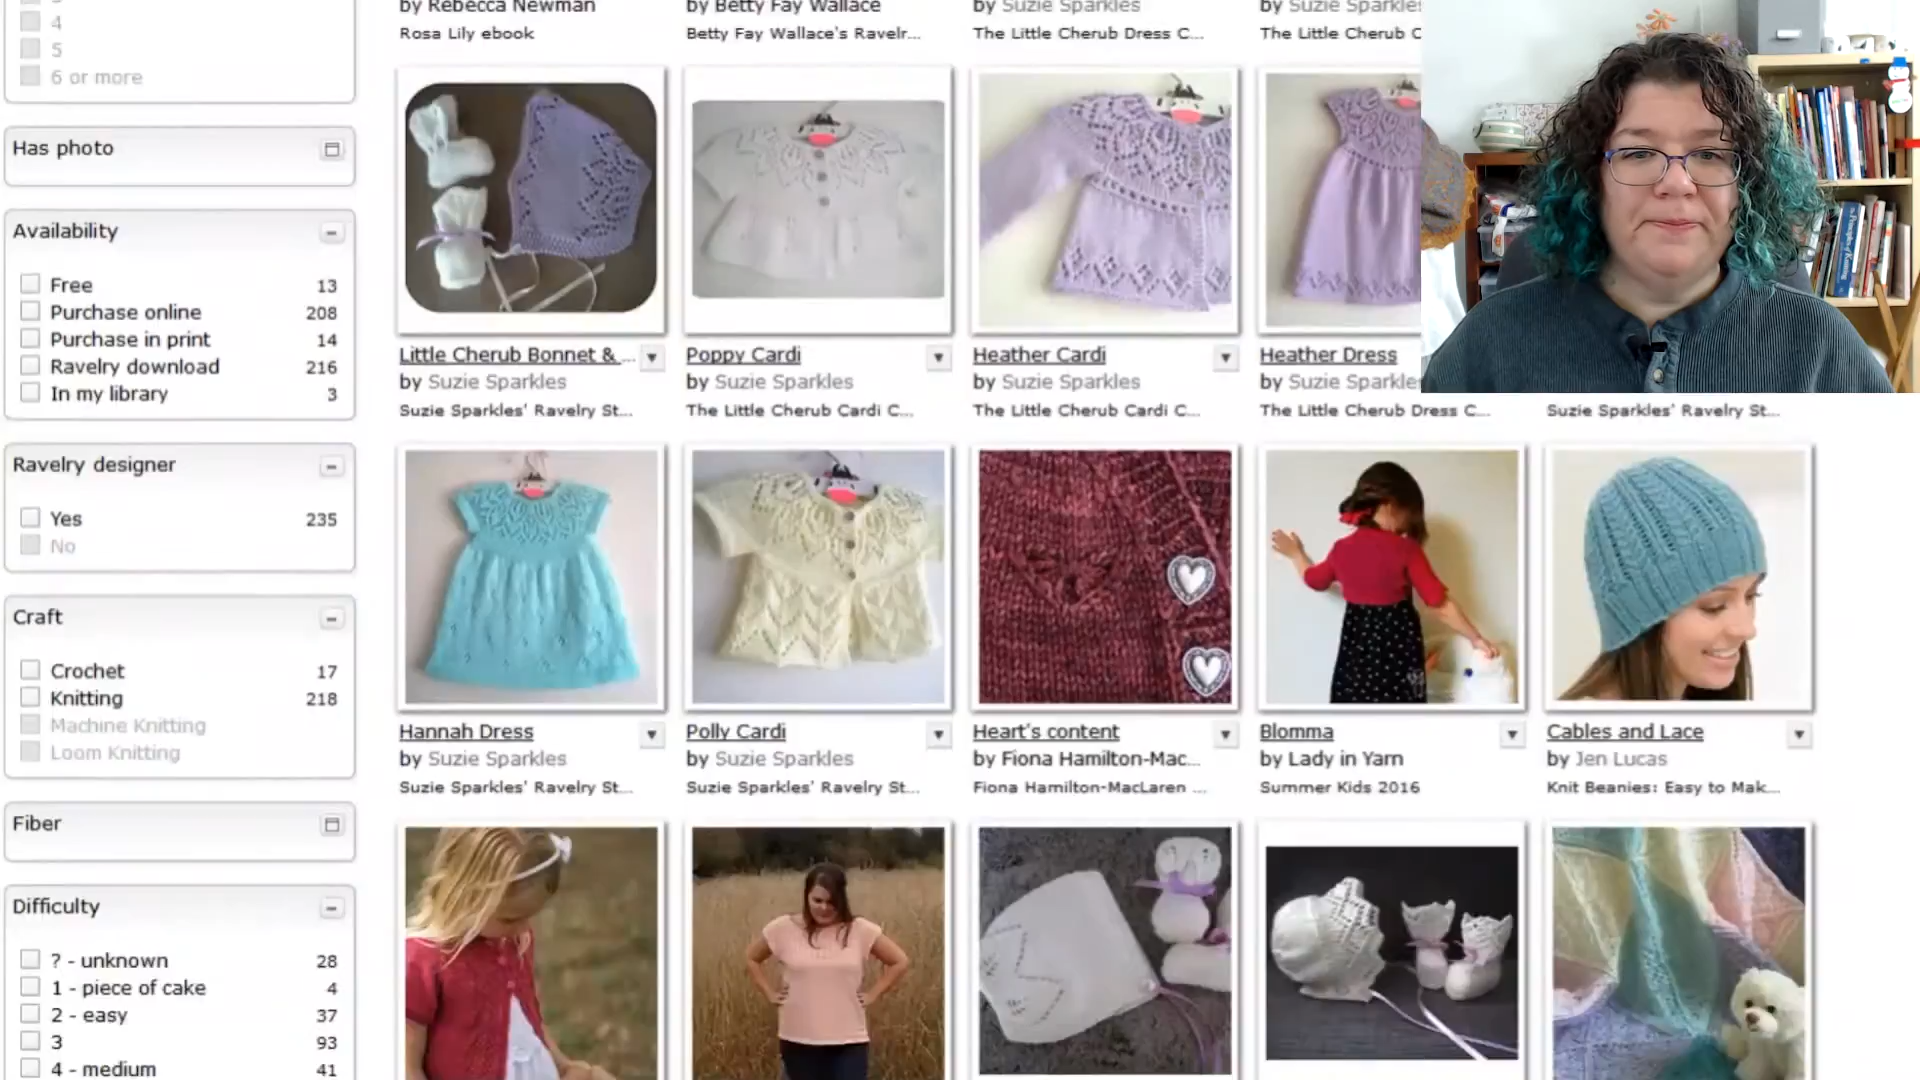 4
5
6 or more
Has photo
Availability
Free 13
Purchase online 208
Purchase in print 14
Ravelry download 216
In my library 3
Ravelry designer
Yes 235
No
Craft
Crochet 17
Knitting 218
Machine Knitting
Loom Knitting
Fiber
Difficulty
? - unknown 28
1 - piece of cake 4
2 - easy 37
3 93
4 - medium 41
by Rebecca Newman
Rosa Lily ebook
by Betty Fay Wallace
Betty Fay Wallace's Ravelr...
by Suzie Sparkles
The Little Cherub Dress C...
by Suzie Sparkles
The Little Cherub C
Little Cherub Bonnet & ...
by Suzie Sparkles
Suzie Sparkles' Ravelry St...
Poppy Cardi
by Suzie Sparkles
The Little Cherub Cardi C...
Heather Cardi
by Suzie Sparkles
The Little Cherub Cardi C...
Heather Dress
by Suzie Sparkles
The Little Cherub Dress C...
Suzie Sparkles' Ravelry St...
Hannah Dress
by Suzie Sparkles
Suzie Sparkles' Ravelry St...
Polly Cardi
by Suzie Sparkles
Suzie Sparkles' Ravelry St...
Heart's content
by Fiona Hamilton-Mac...
Fiona Hamilton-MacLaren ...
Blomma
by Lady in Yarn
Summer Kids 2016
Cables and Lace
by Jen Lucas
Knit Beanies: Easy to Mak...